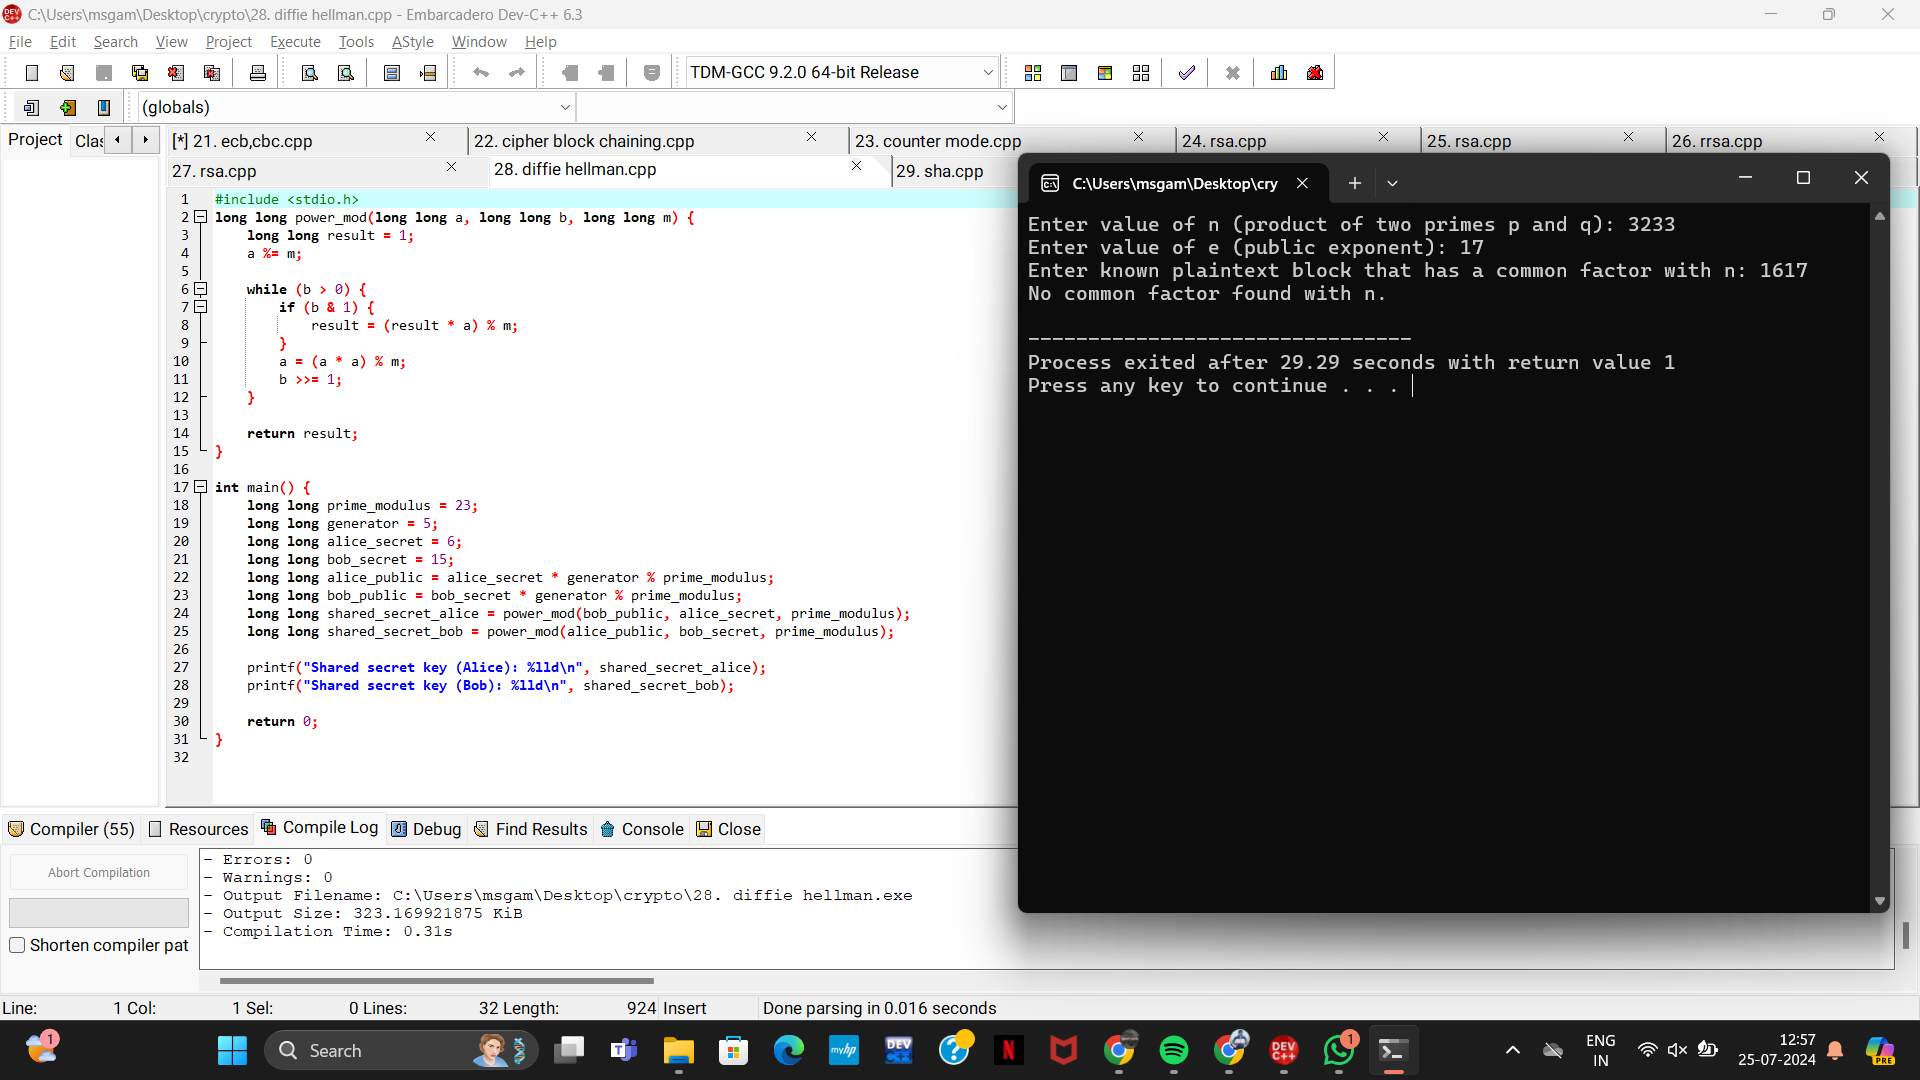 C:\Users\msgam\Desktop\crypto\28. diffie hellman.cpp - Embarcadero Dev-C++ 6.3
File Edit Search View Project Execute Tools AStyle Window Help
TDM-GCC 9.2.0 64-bit Release
(globals)
Project Clas
[*] 21. ecb,cbc.cpp 22. cipher block chaining.cpp 23. counter mode.cpp 24. rsa.cpp 25. rsa.cpp 26. rrsa.cpp
27. rsa.cpp 28. diffie hellman.cpp 29. sha.cpp
1 #include <stdio.h>
2 long long power_mod(long long a, long long b, long long m) {
3 long long result = 1;
4 a %= m;
5
6 while (b > 0) {
7 if (b & 1) {
8 result = (result * a) % m;
9 }
10 a = (a * a) % m;
11 b >>= 1;
12 }
13
14 return result;
15 }
16
17 int main() {
18 long long prime_modulus = 23;
19 long long generator = 5;
20 long long alice_secret = 6;
21 long long bob_secret = 15;
22 long long alice_public = alice_secret * generator % prime_modulus;
23 long long bob_public = bob_secret * generator % prime_modulus;
24 long long shared_secret_alice = power_mod(bob_public, alice_secret, prime_modulus);
25 long long shared_secret_bob = power_mod(alice_public, bob_secret, prime_modulus);
26
27 printf("Shared secret key (Alice): %lld\n", shared_secret_alice);
28 printf("Shared secret key (Bob): %lld\n", shared_secret_bob);
29
30 return 0;
31 }
32
C:\Users\msgam\Desktop\cry
Enter value of n (product of two primes p and q): 3233
Enter value of e (public exponent): 17
Enter known plaintext block that has a common factor with n: 1617
No common factor found with n.
--------------------------------
Process exited after 29.29 seconds with return value 1
Press any key to continue . . .
Compiler (55) Resources Compile Log Debug Find Results Console Close
Abort Compilation
Shorten compiler pat
- Errors: 0
- Warnings: 0
- Output Filename: C:\Users\msgam\Desktop\crypto\28. diffie hellman.exe
- Output Size: 323.169921875 KiB
- Compilation Time: 0.31s
Line: 1 Col: 1 Sel: 0 Lines: 32 Length: 924 Insert Done parsing in 0.016 seconds
1
Search
myhp
DEV C++
N
DEV C++
1
ENG
IN
12:57
25-07-2024
PRE